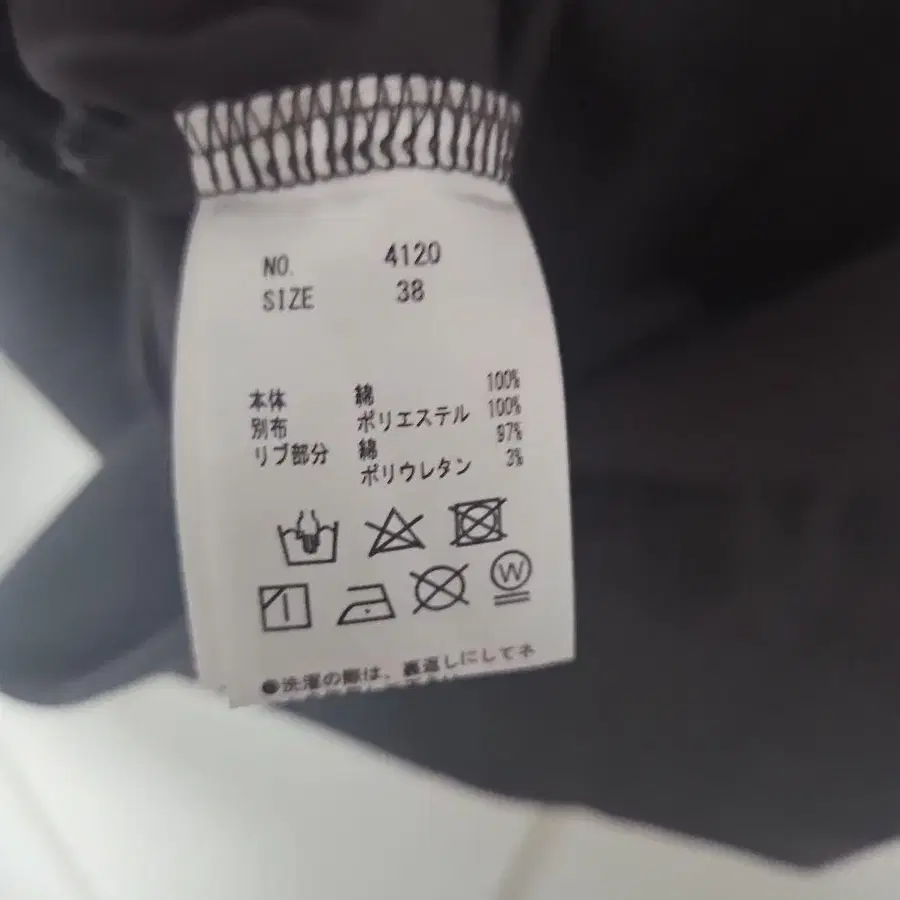 NO. 4120
SIZE 38
本体 綿 100%
別布 ポリエステル 100%
リブ部分 綿 97%
ポリウレタン 3%
W
●洗濯の際は、裏返しにしてネ